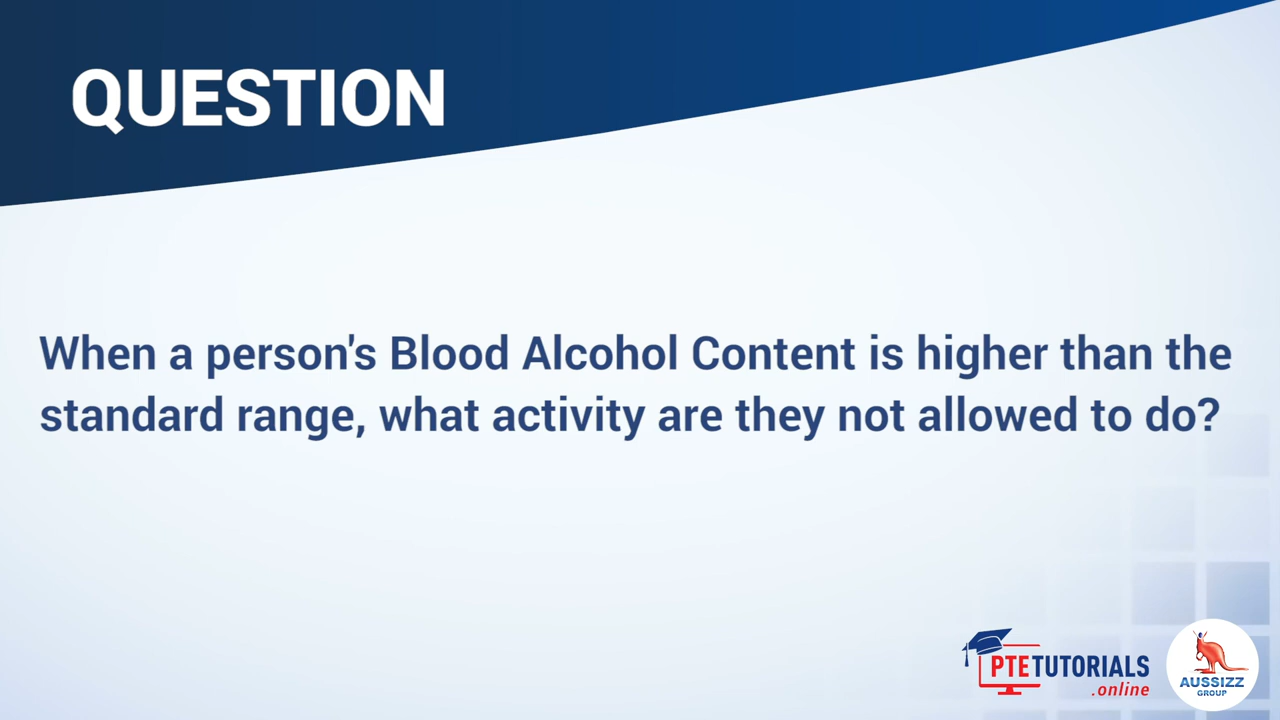 QUESTION
When a person's Blood Alcohol Content is higher than the
standard range, what activity are they not allowed to do?
PTETUTORIALS
.online
AUSSIZZ
GROUP